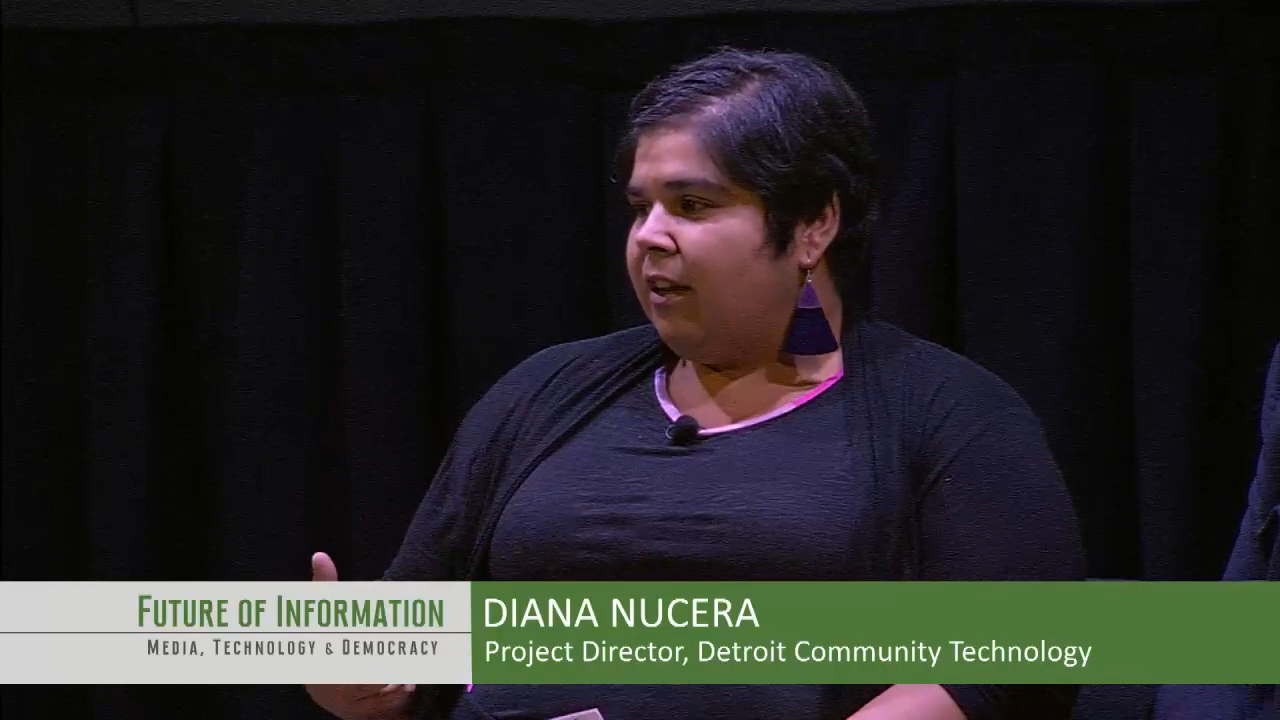 FUTURE OF INFORMATION
MEDIA, TECHNOLOGY & DEMOCRACY
DIANA NUCERA
Project Director, Detroit Community Technology